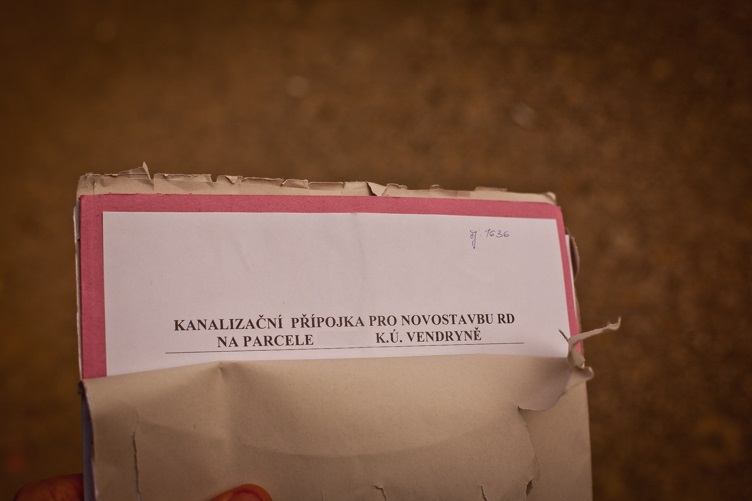 1636
KANALIZAČNÍ PŘÍPOJKA PRO NOVOSTAVBU RD
NA PARCELE K.Ú. VENDRYNĚ